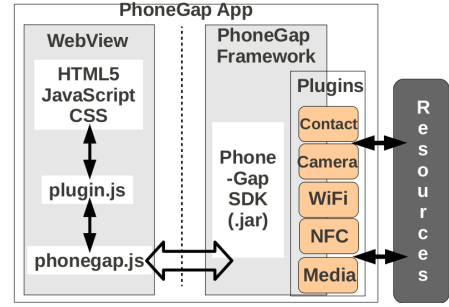 PhoneGap App
WebView
HTML5
JavaScript
CSS
plugin.js
phonegap.js
PhoneGap
Framework
Phone
-Gap
SDK
(.jar)
Plugins
Contact
Camera
WiFi
NFC
Media
Resources